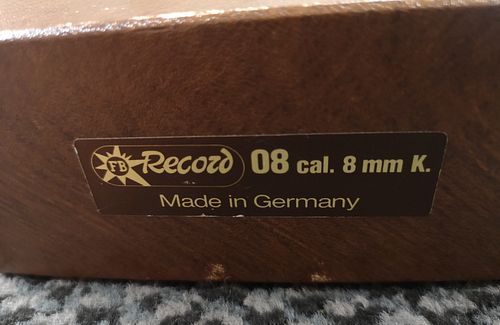 FB Record 08 cal. 8 mm K.
Made in Germany